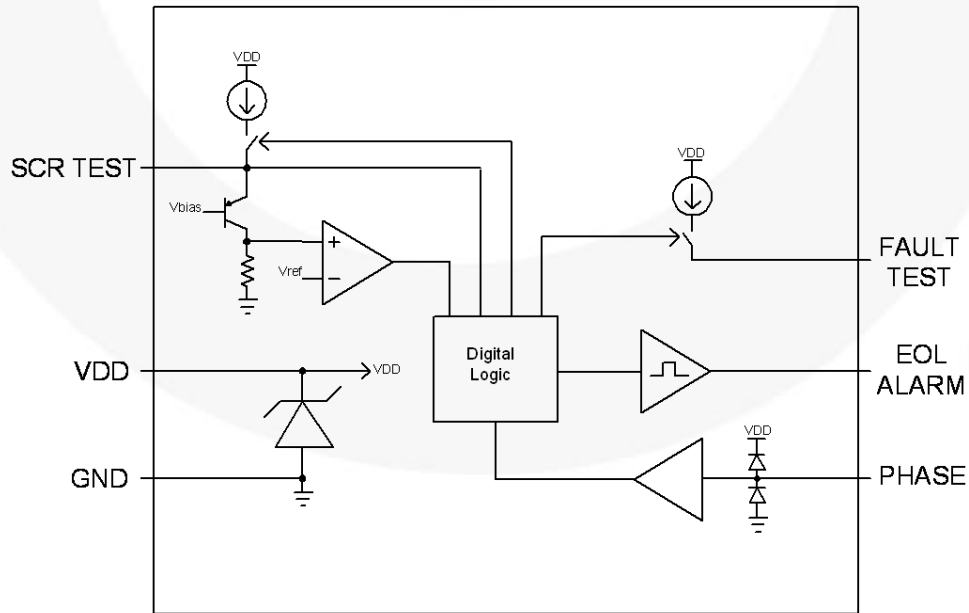 VDD
SCR TEST
Vbias
+
Vref
−
VDD
FAULT
TEST
Digital
Logic
EOL
ALARM
VDD
VDD
VDD
GND
PHASE